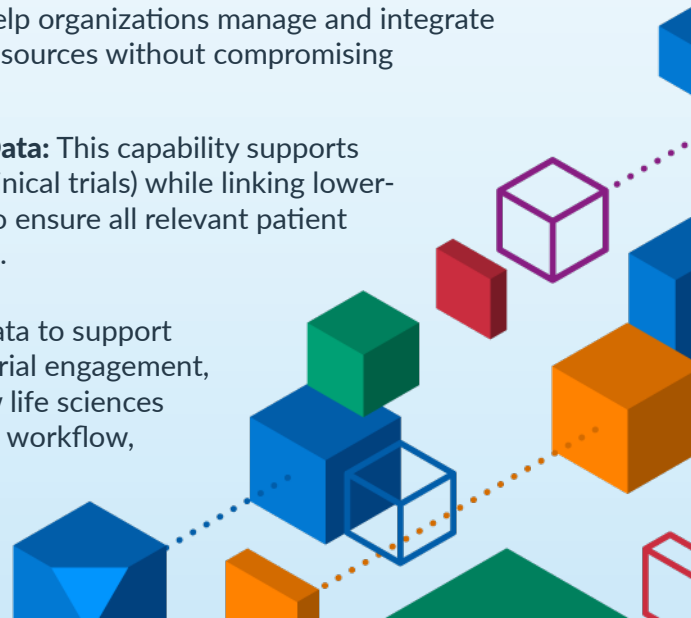 elp organizations manage and integrate
sources without compromising
ata: This capability supports
inical trials) while linking lower-
o ensure all relevant patient
.
ata to support
rial engagement,
life sciences
workflow,